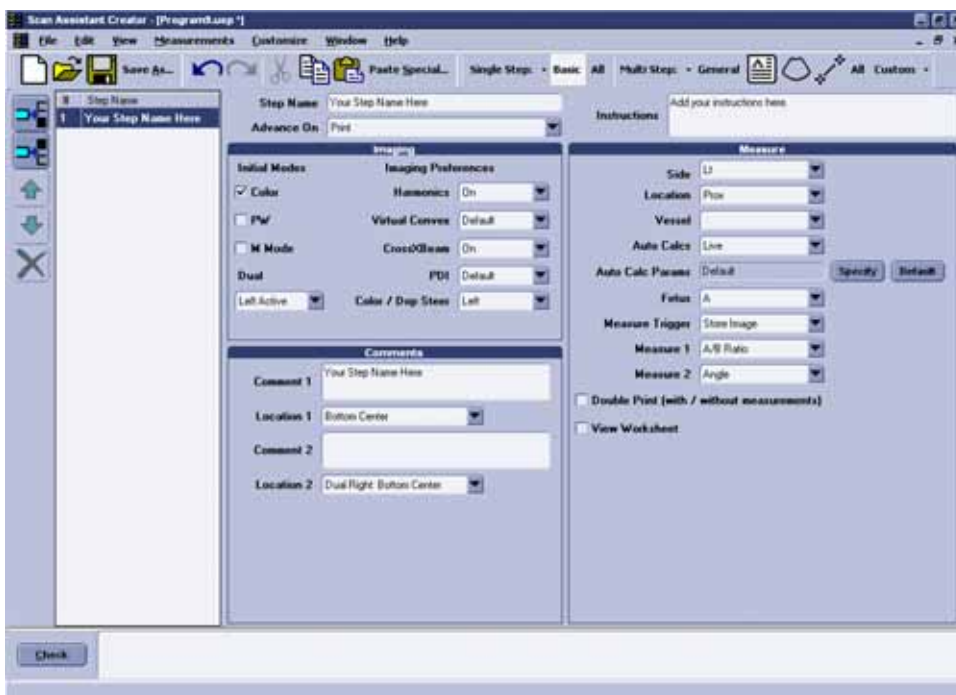 Scan Assistant Creator - [Program9.usp *]
File Edit View Measurements Customize Window Help
Save As... Paste Special... Single Step: - Basic All Multi Step: - General All Custom -
# Step Name
1 Your Step Name Here
Step Name Your Step Name Here
Advance On Print
Instructions Add your instructions here.
Imaging
Initial Modes Imaging Preferences
Color Harmonics On
PW Virtual Convex Default
M Mode CrossXBeam On
Dual PDI Default
Left Active Color / Dop Steer Left
Comments
Comment 1 Your Step Name Here
Location 1 Bottom Center
Comment 2
Location 2 Dual Right: Bottom Center
Measure
Side Lt
Location Prox
Vessel
Auto Calcs Live
Auto Calc Params Default Specify Default
Fetus A
Measure Trigger Store Image
Measure 1 A/B Ratio
Measure 2 Angle
Double Print (with / without measurements)
View Worksheet
Check